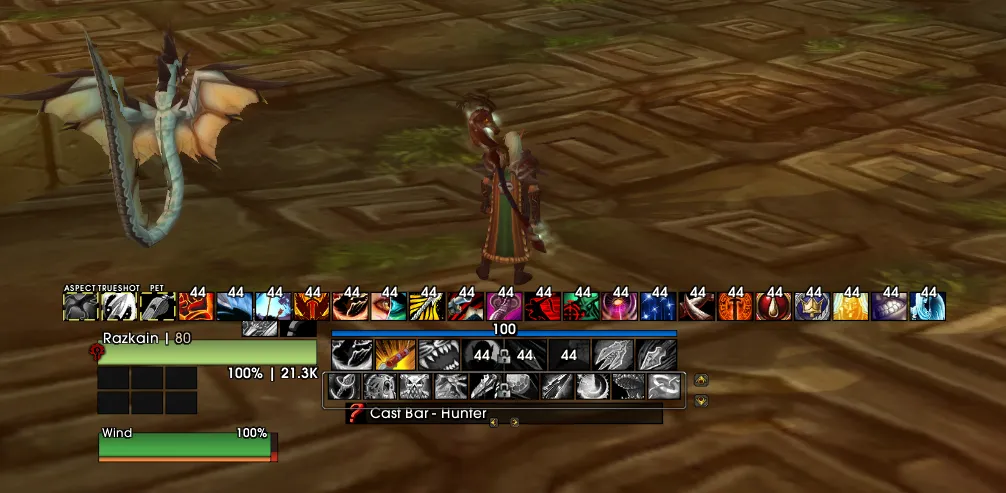 ASPECT TRUESHOT PET
44 44 44 44 44 44 44 44 44 44 44 44 44 44 44 44 44 44 44 44
100
Razkain | 80
44 44 44
100% | 21.3K
Cast Bar - Hunter
Wind 100%